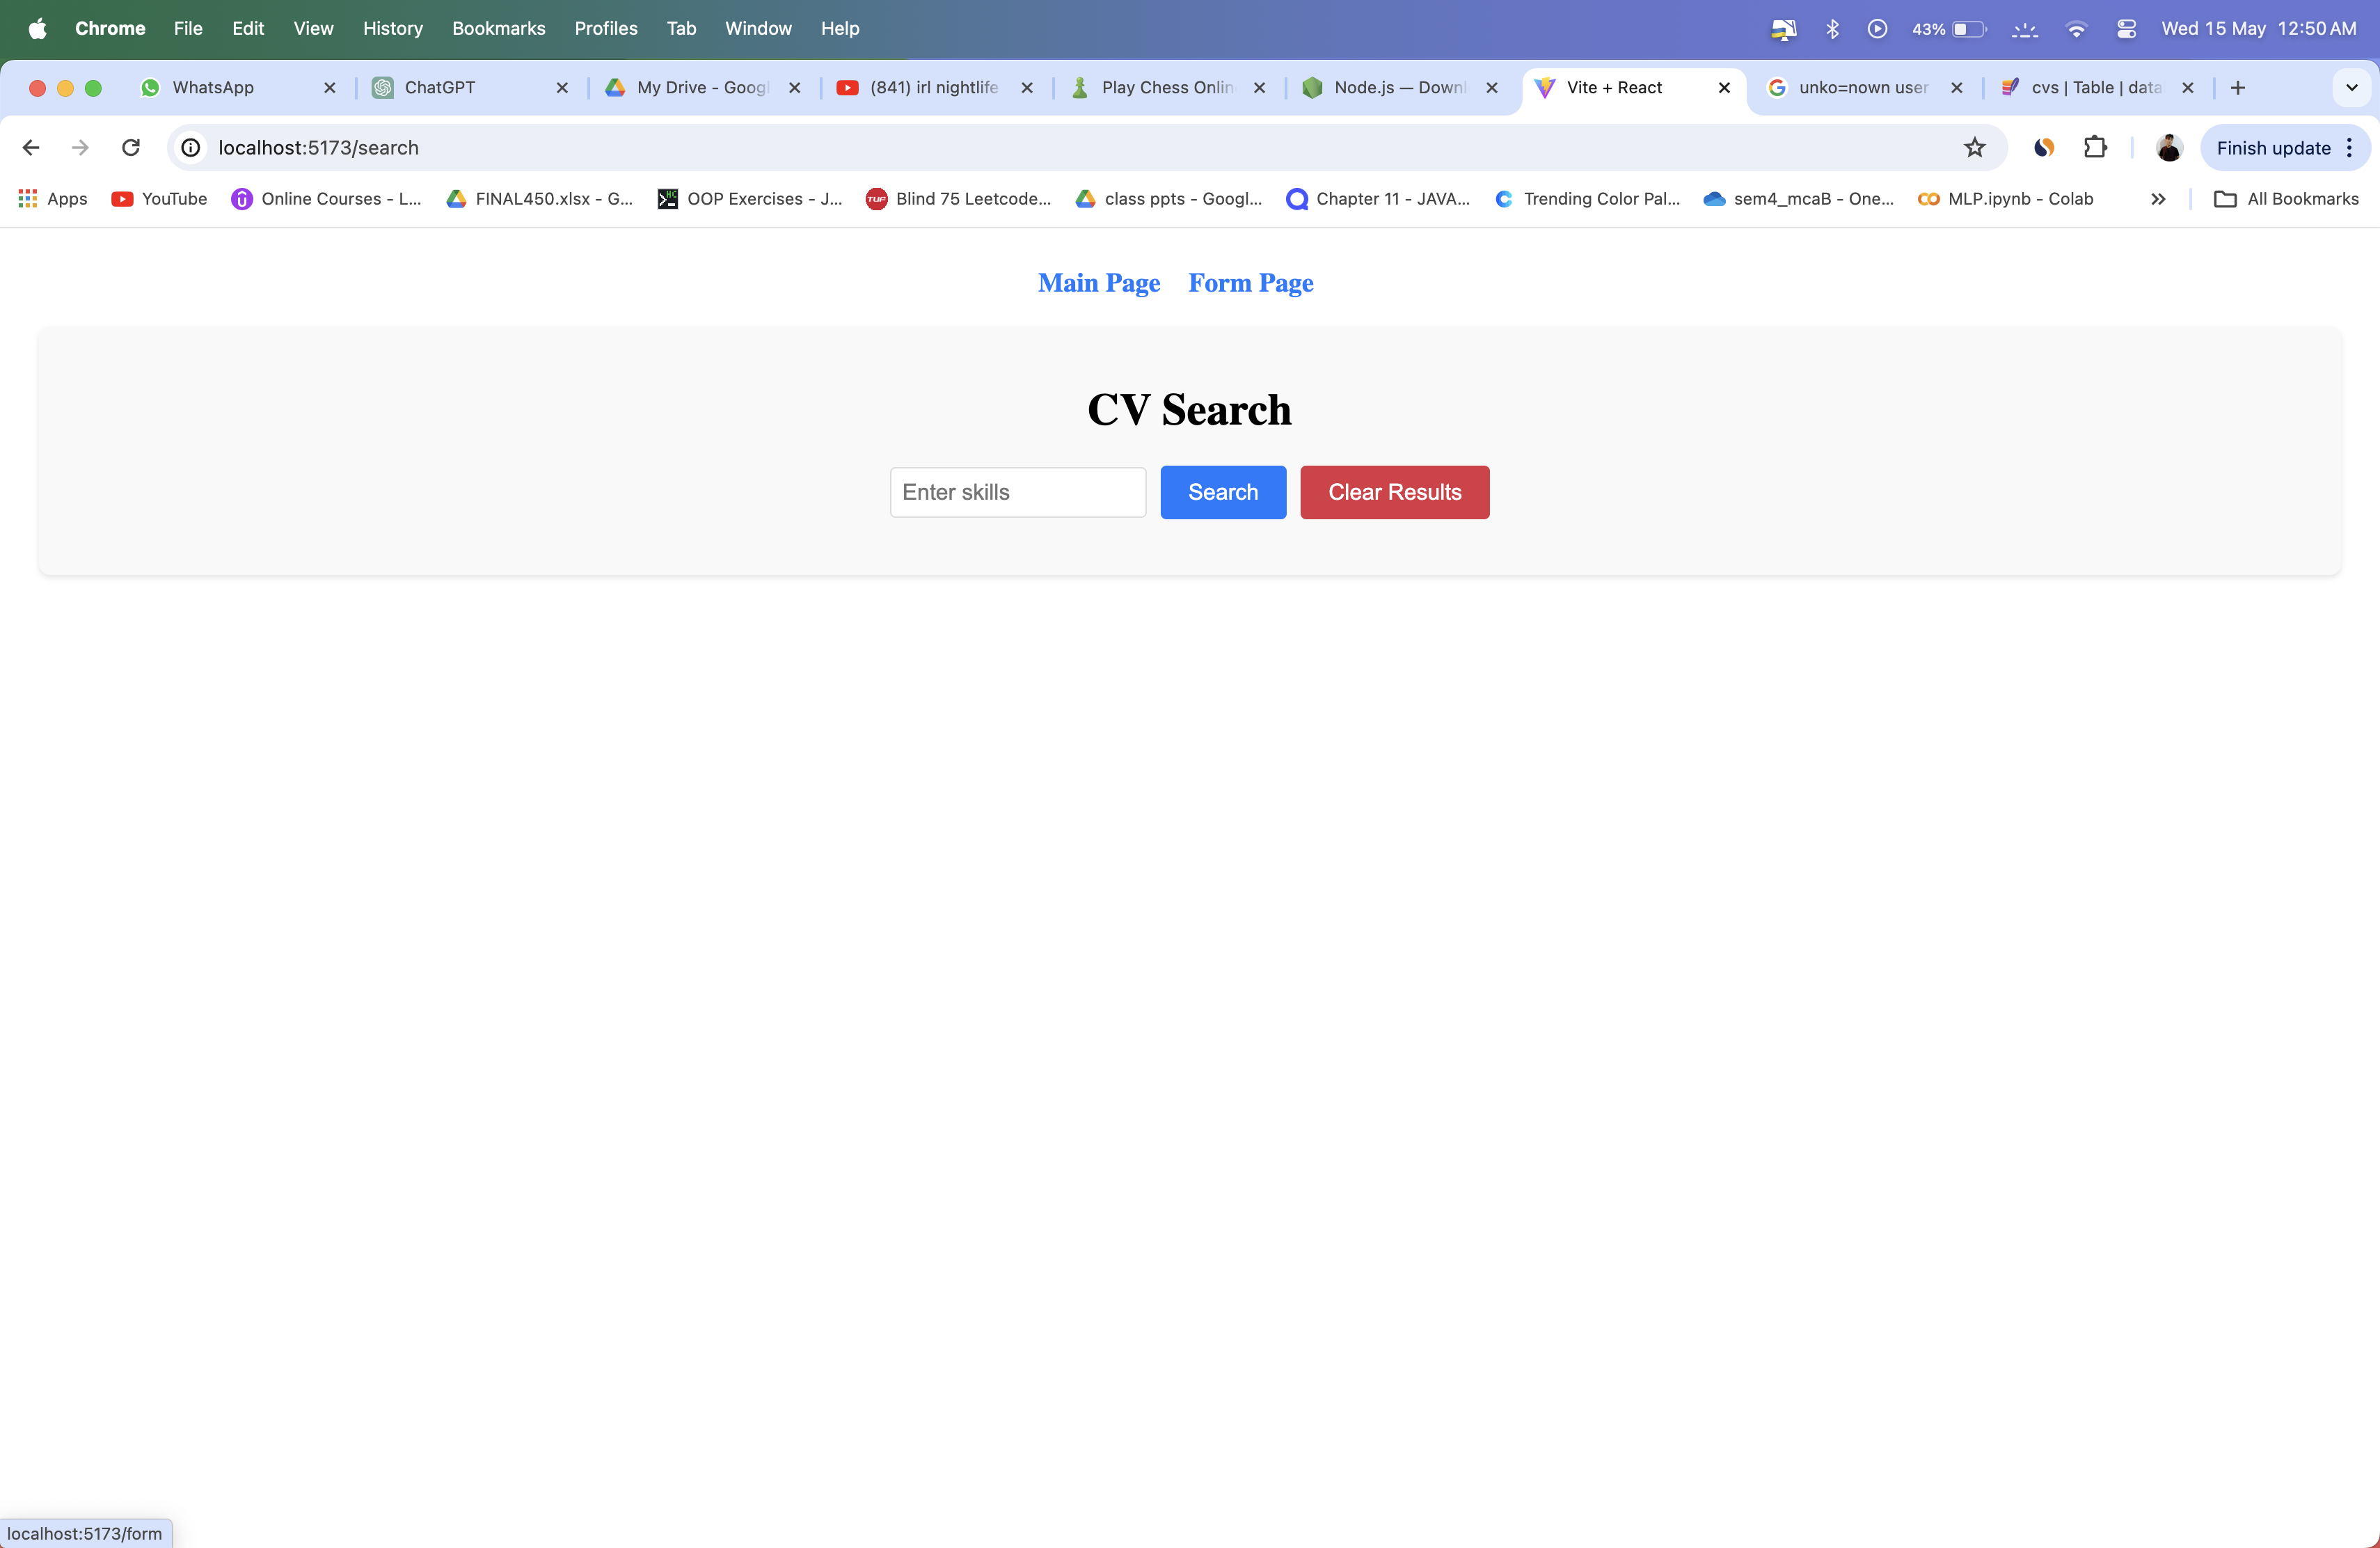 Chrome File Edit View History Bookmarks Profiles Tab Window Help 43% Wed 15 May 12:50 AM
WhatsApp ChatGPT My Drive - Googl (841) irl nightlife Play Chess Onlin Node.js — Downl Vite + React unko=nown user cvs | Table | data
localhost:5173/search Finish update
Apps YouTube Online Courses - L... FINAL450.xlsx - G... OOP Exercises - J... Blind 75 Leetcode... class ppts - Googl... Chapter 11 - JAVA... Trending Color Pal... sem4_mcaB - One... MLP.ipynb - Colab All Bookmarks
Main Page Form Page
CV Search
Enter skills Search Clear Results
localhost:5173/form